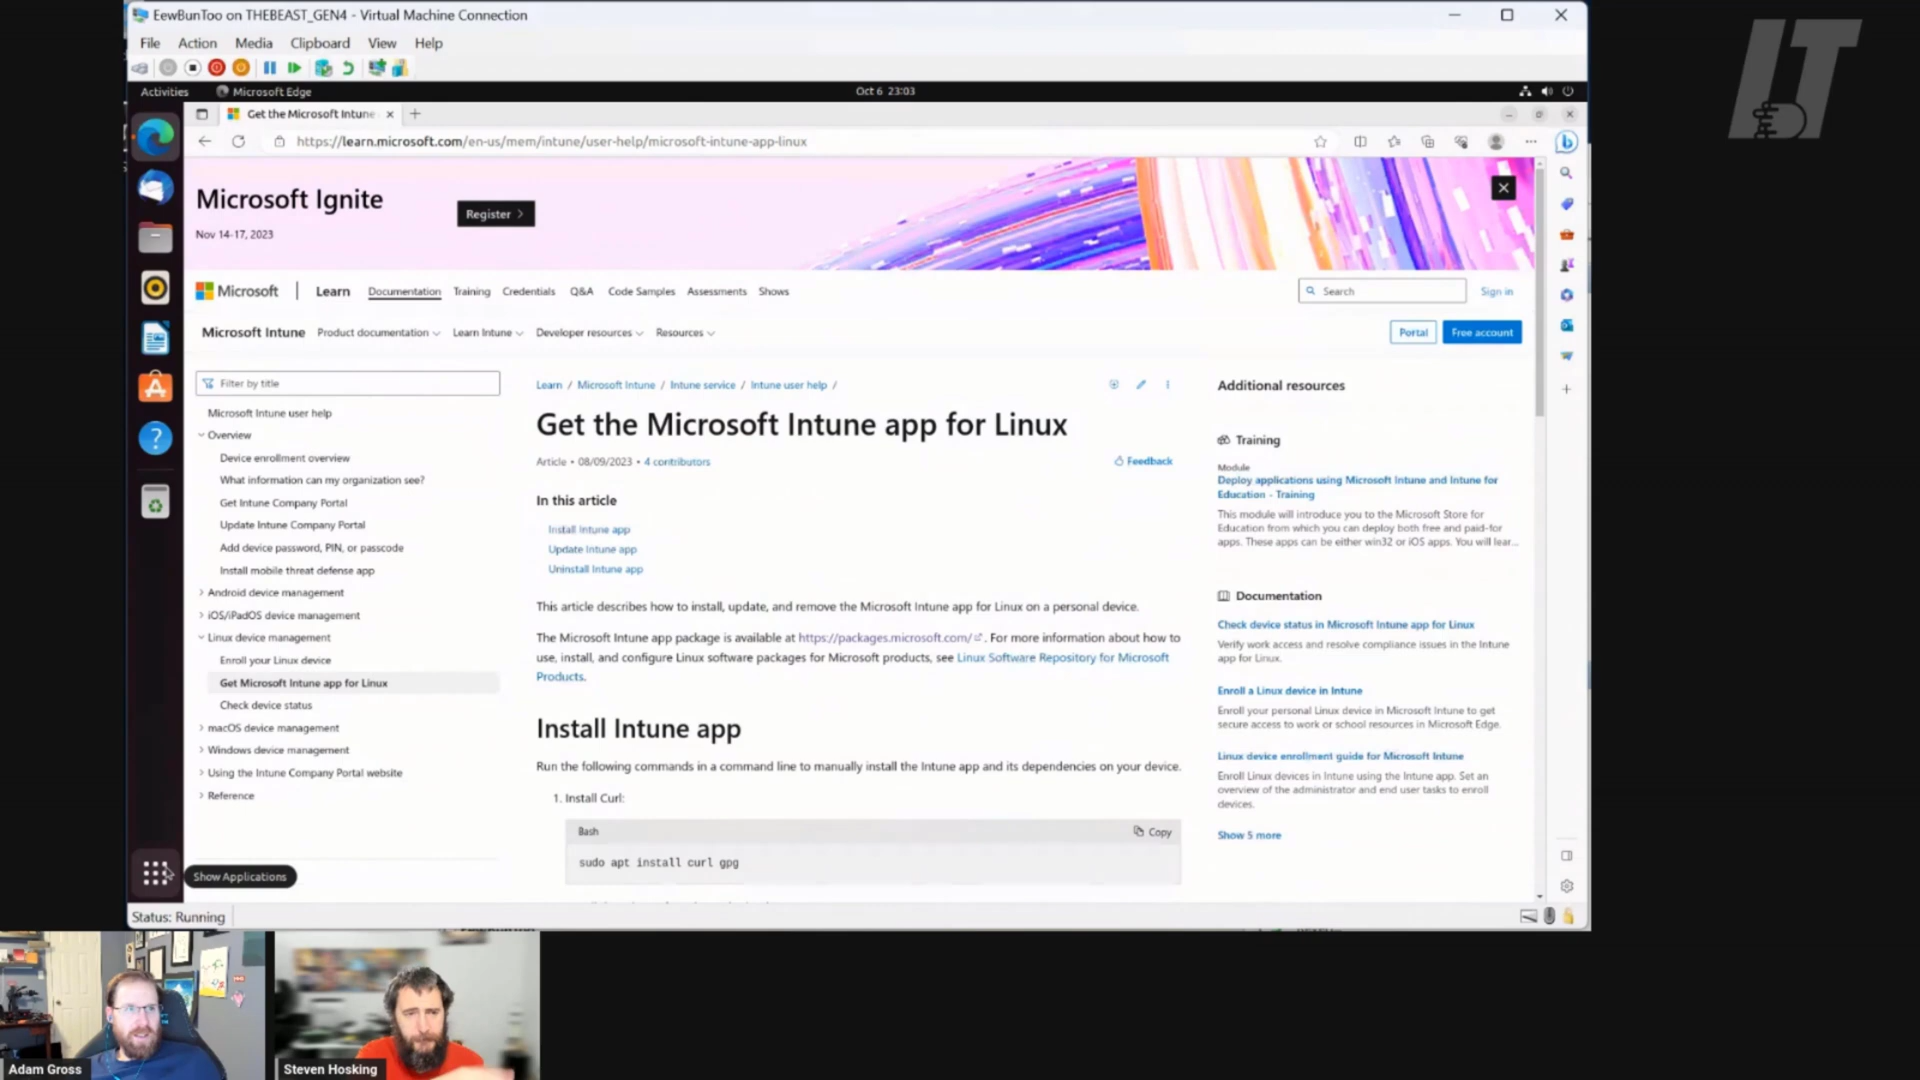 EewBunToo on THEBEAST_GEN4 - Virtual Machine Connection
File Action Media Clipboard View Help
Activities Microsoft Edge Oct 6 23:03
Get the Microsoft Intune
https://learn.microsoft.com/en-us/mem/intune/user-help/microsoft-intune-app-linux
Microsoft Ignite
Register >
Nov 14-17, 2023
Microsoft | Learn Documentation Training Credentials Q&A Code Samples Assessments Shows
Search
Sign in
Microsoft Intune Product documentation Learn Intune Developer resources Resources
Portal Free account
Filter by title
Microsoft Intune user help
Overview
Device enrollment overview
What information can my organization see?
Get Intune Company Portal
Update Intune Company Portal
Add device password, PIN, or passcode
Install mobile threat defense app
Android device management
iOS/iPadOS device management
Linux device management
Enroll your Linux device
Get Microsoft Intune app for Linux
Check device status
macOS device management
Windows device management
Using the Intune Company Portal website
Reference
Show Applications
Learn / Microsoft Intune / Intune service / Intune user help /
Get the Microsoft Intune app for Linux
Article • 08/09/2023 • 4 contributors
Feedback
In this article
Install Intune app
Update Intune app
Uninstall Intune app
This article describes how to install, update, and remove the Microsoft Intune app for Linux on a personal device.
The Microsoft Intune app package is available at https://packages.microsoft.com/ . For more information about how to
use, install, and configure Linux software packages for Microsoft products, see Linux Software Repository for Microsoft
Products.
Install Intune app
Run the following commands in a command line to manually install the Intune app and its dependencies on your device.
1. Install Curl:
Bash
Copy
sudo apt install curl gpg
Additional resources
Training
Module
Deploy applications using Microsoft Intune and Intune for
Education - Training
This module will introduce you to the Microsoft Store for
Education from which you can deploy both free and paid-for
apps. These apps can be either win32 or iOS apps. You will lear...
Documentation
Check device status in Microsoft Intune app for Linux
Verify work access and resolve compliance issues in the Intune
app for Linux.
Enroll a Linux device in Intune
Enroll your personal Linux device in Microsoft Intune to get
secure access to work or school resources in Microsoft Edge.
Linux device enrollment guide for Microsoft Intune
Enroll Linux devices in Intune using the Intune app. Set an
overview of the administrator and end user tasks to enroll
devices.
Show 5 more
Status: Running
Adam Gross
Steven Hosking
IT